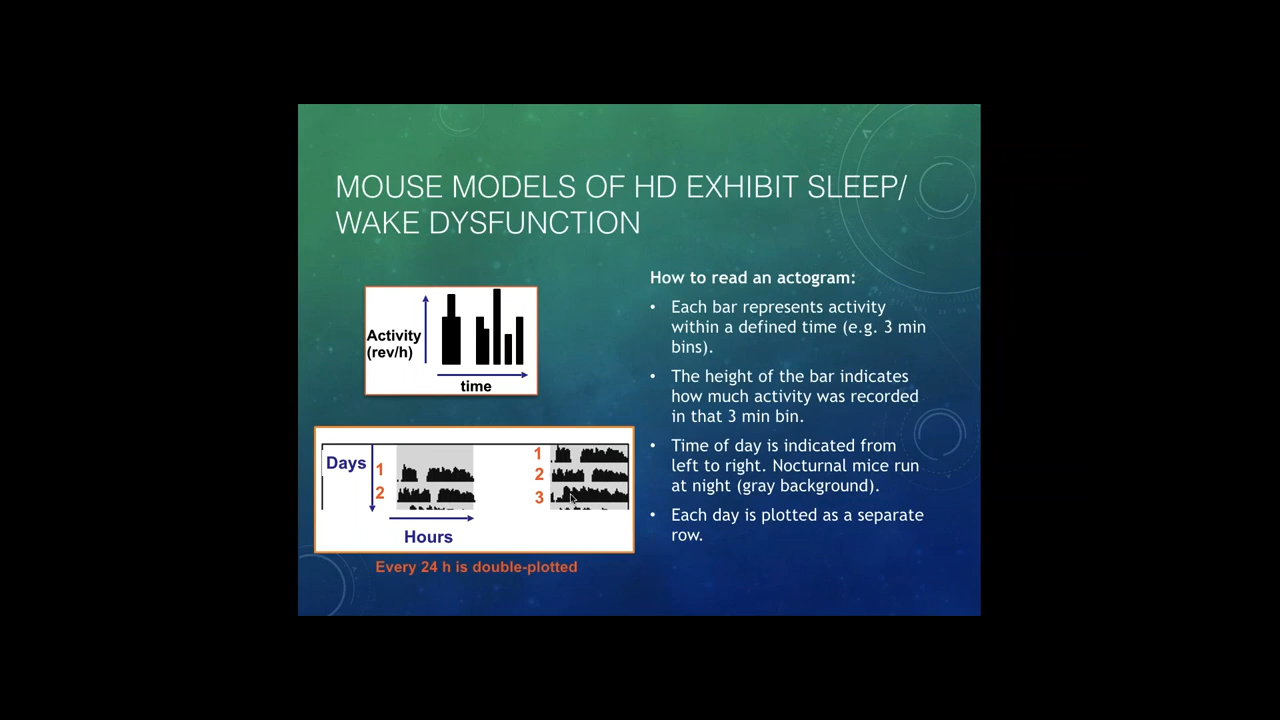 MOUSE MODELS OF HD EXHIBIT SLEEP/
WAKE DYSFUNCTION
Activity
(rev/h)
time
Days
1
2
1
2
3
Hours
Every 24 h is double-plotted
How to read an actogram:
• Each bar represents activity
within a defined time (e.g. 3 min
bins).
• The height of the bar indicates
how much activity was recorded
in that 3 min bin.
• Time of day is indicated from
left to right. Nocturnal mice run
at night (gray background).
• Each day is plotted as a separate
row.